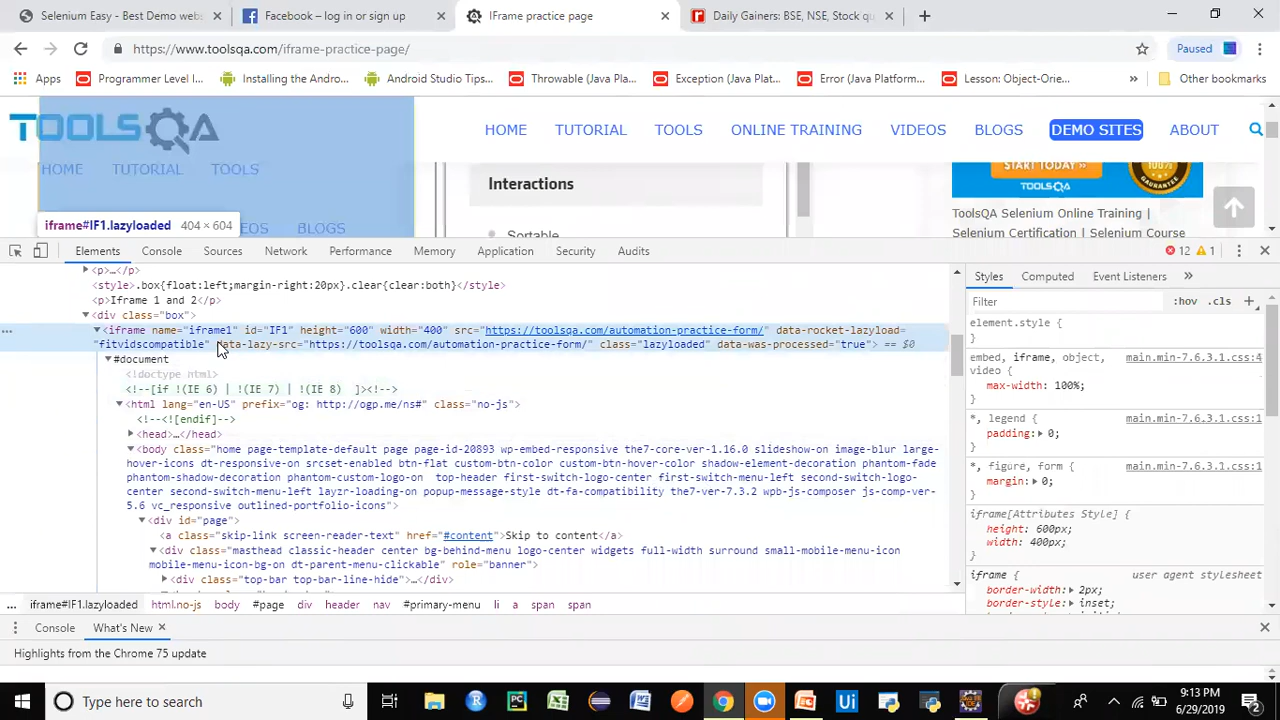 Selenium Easy - Best Demo webs
Facebook – log in or sign up
IFrame practice page
Daily Gainers: BSE, NSE, Stock qu
https://www.toolsqa.com/iframe-practice-page/
Paused
Apps
Programmer Level I...
Installing the Andro...
Android Studio Tips...
Throwable (Java Pla...
Exception (Java Plat...
Error (Java Platform...
Lesson: Object-Orie...
»
Other bookmarks
TOOLSQA
HOME
TUTORIAL
TOOLS
ONLINE TRAINING
VIDEOS
BLOGS
DEMO SITES
ABOUT
HOME
TUTORIAL
TOOLS
BLOGS
iframe#IF1.lazyloaded 404 × 604
Interactions
Sortable
START TODAY »
100%
GUARANTEE
TOOLSQA
ToolsQA Selenium Online Training |
Selenium Certification | Selenium Course
Elements
Console
Sources
Network
Performance
Memory
Application
Security
Audits
12
1
<p>…</p>
<style>.box{float:left;margin-right:20px}.clear{clear:both}</style>
<p>Iframe 1 and 2</p>
<div class="box">
<iframe name="iframe1" id="IF1" height="600" width="400" src="https://toolsqa.com/automation-practice-form/" data-rocket-lazyload=
"fitvidscompatible" data-lazy-src="https://toolsqa.com/automation-practice-form/" class="lazyloaded" data-was-processed="true"> == $0
#document
<!doctype html>
<!--[if !(IE 6) | !(IE 7) | !(IE 8)  ]><!-->
<html lang="en-US" prefix="og: http://ogp.me/ns#" class="no-js">
<!--<![endif]-->
<head>…</head>
<body class="home page-template-default page page-id-20893 wp-embed-responsive the7-core-ver-1.16.0 slideshow-on image-blur large-
hover-icons dt-responsive-on srcset-enabled btn-flat custom-btn-color custom-btn-hover-color shadow-element-decoration phantom-fade
phantom-shadow-decoration phantom-custom-logo-on  top-header first-switch-logo-center first-switch-menu-left second-switch-logo-
center second-switch-menu-left layzr-loading-on popup-message-style dt-fa-compatibility the7-ver-7.3.2 wpb-js-composer js-comp-ver-
5.6 vc_responsive outlined-portfolio-icons">
<div id="page">
<a class="skip-link screen-reader-text" href="#content">Skip to content</a>
<div class="masthead classic-header center bg-behind-menu logo-center widgets full-width surround small-mobile-menu-icon
mobile-menu-icon-bg-on dt-parent-menu-clickable" role="banner">
<div class="top-bar top-bar-line-hide">…</div>
... iframe#IF1.lazyloaded html.no-js body #page div header nav #primary-menu li a span span
Styles
Computed
Event Listeners
»
Filter
:hov .cls
element.style {
}
embed, iframe, object, main.min-7.6.3.1.css:4
video {
max-width: 100%;
}
*, legend { main.min-7.6.3.1.css:1
padding: 0;
}
*, figure, form { main.min-7.6.3.1.css:1
margin: 0;
}
iframe[Attributes Style] {
height: 600px;
width: 400px;
}
iframe { user agent stylesheet
border-width: 2px;
border-style: inset;
Console
What's New
Highlights from the Chrome 75 update
Type here to search
9:13 PM
6/29/2019
2